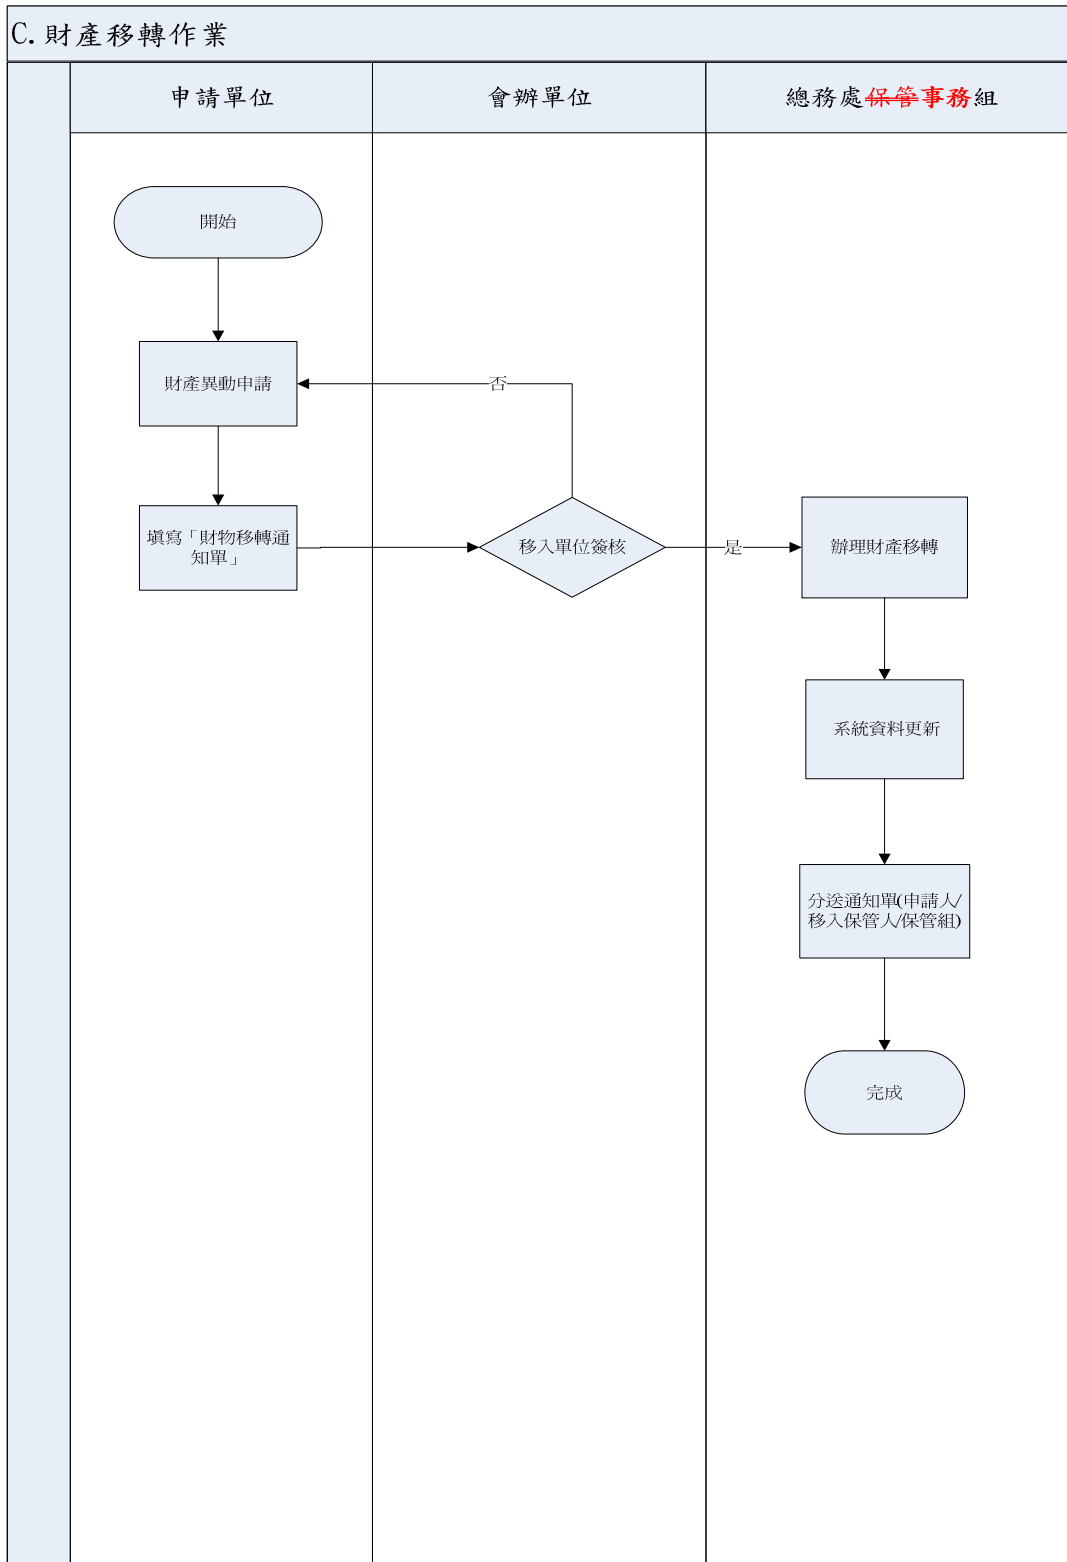 C. 財產移轉作業
申請單位
會辦單位
總務處保管事務組
開始
財產異動申請
否
填寫「財物移轉通
知單」
移入單位簽核
是
辦理財產移轉
系統資料更新
分送通知單(申請人/
移入保管人/保管組)
完成